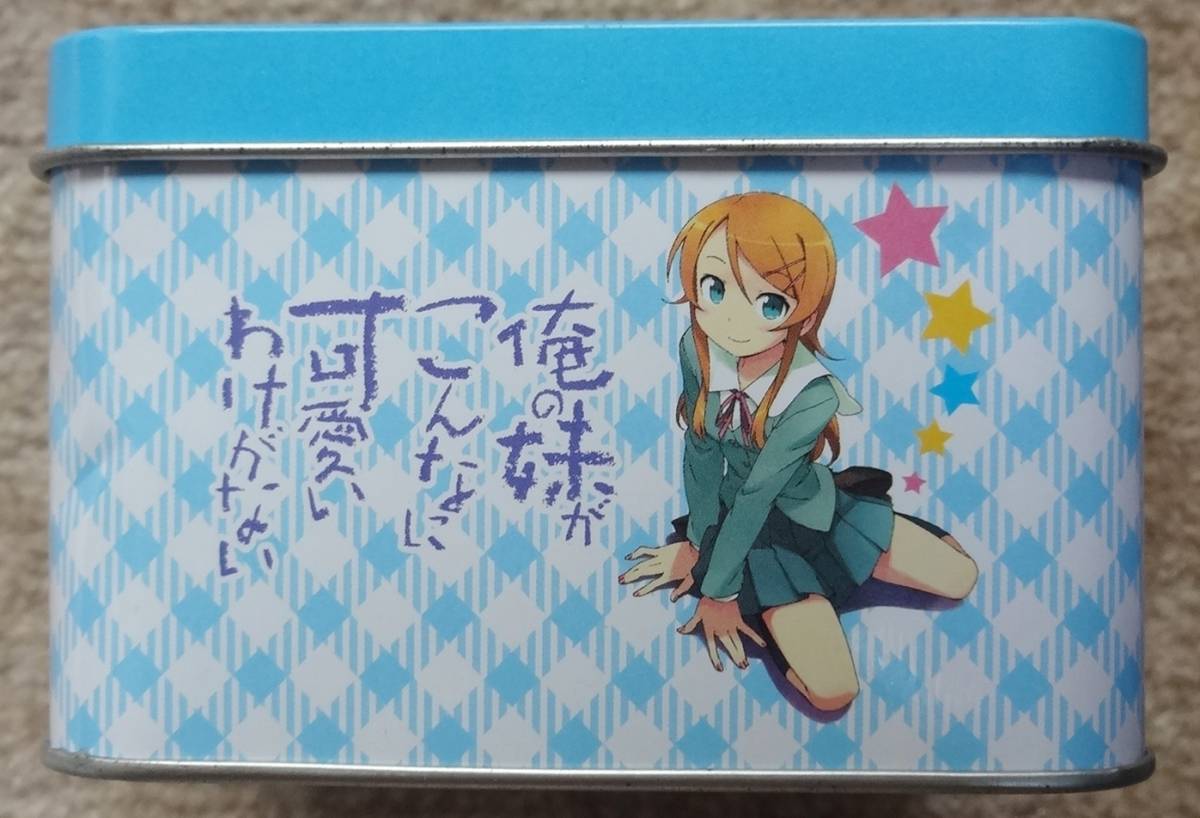 俺の妹が
こんなに
可愛い
わけがない